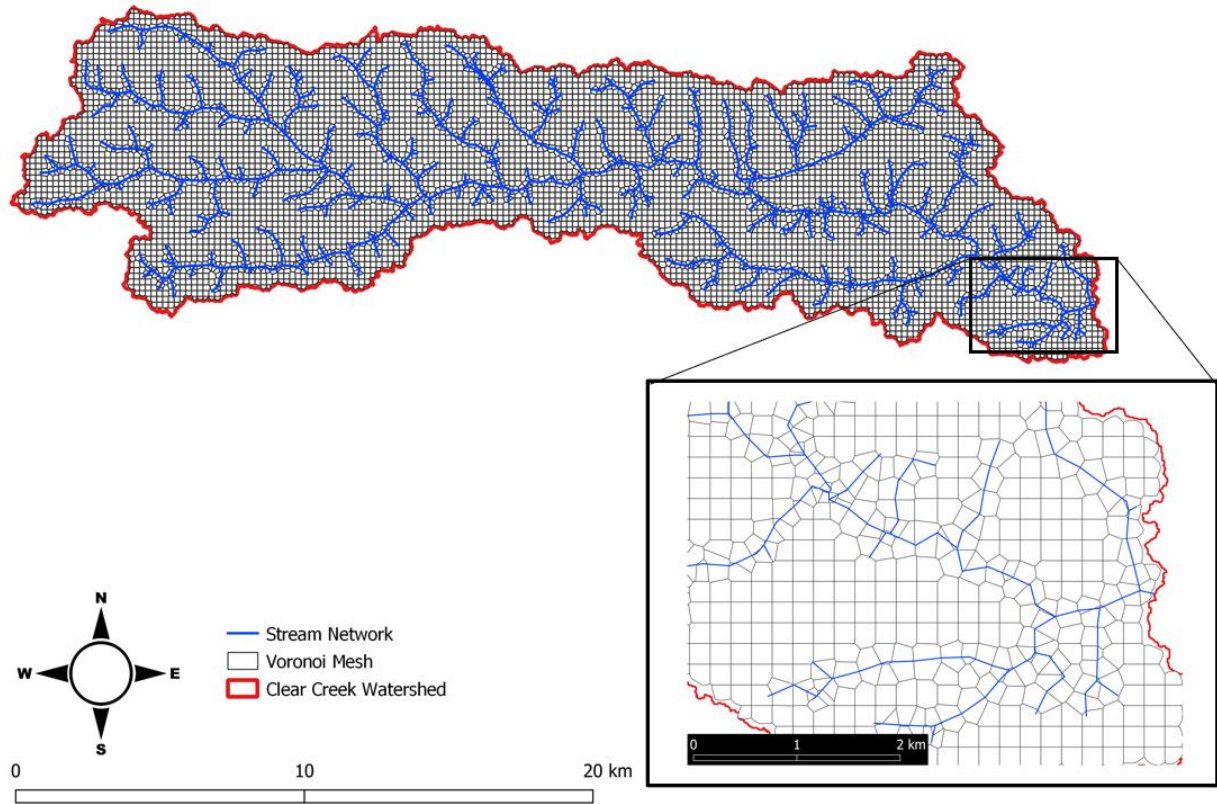 N
W E
S
Stream Network
Voronoi Mesh
Clear Creek Watershed
0 10 20 km
0 1 2 km